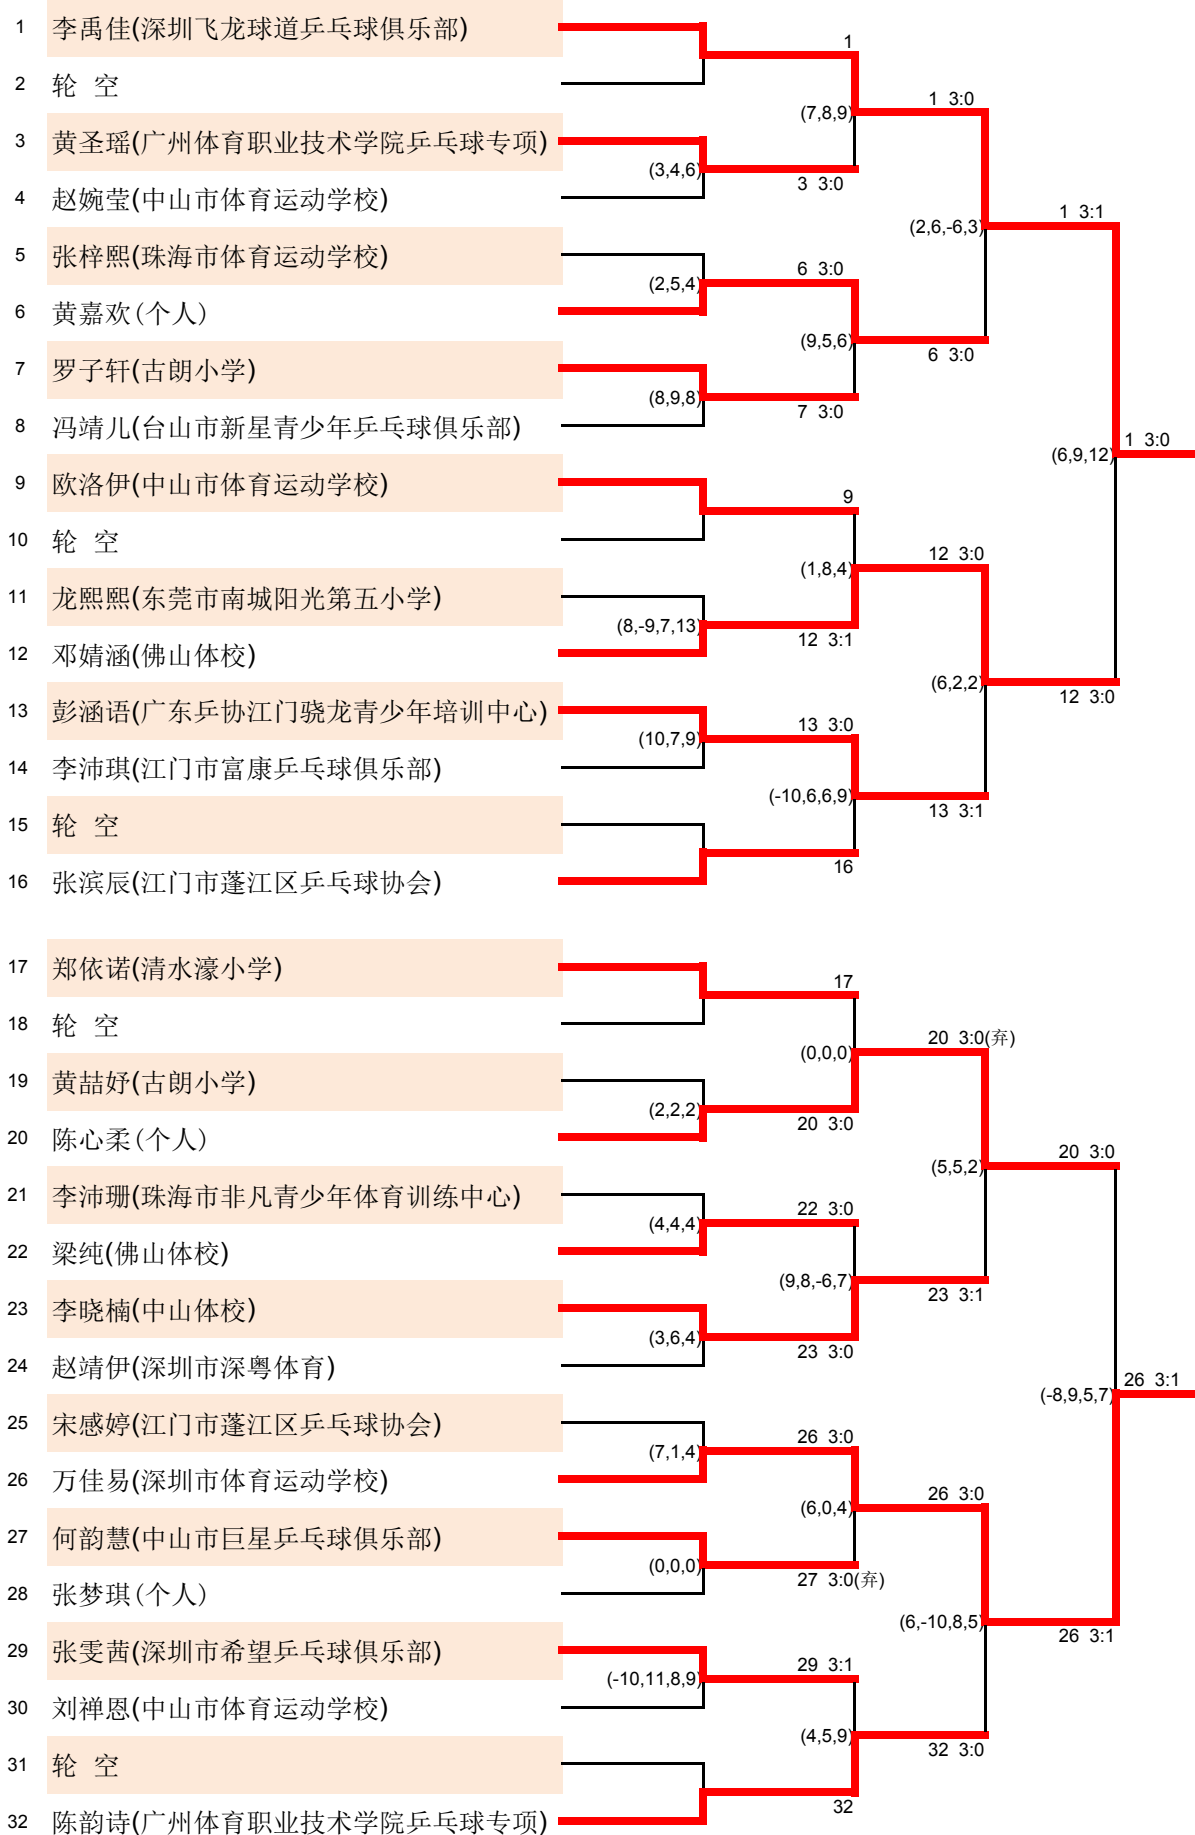 1 李禹佳(深圳飞龙球道乒乓球俱乐部)
1
2 轮 空
1 3:0
(7,8,9)
3 黄圣瑶(广州体育职业技术学院乒乓球专项)
(3,4,6)
3 3:0
4 赵婉莹(中山市体育运动学校)
1 3:1
(2,6,-6,3)
5 张梓熙(珠海市体育运动学校)
6 3:0
(2,5,4)
6 黄嘉欢(个人)
(9,5,6)
6 3:0
7 罗子轩(古朗小学)
(8,9,8)
7 3:0
8 冯靖儿(台山市新星青少年乒乓球俱乐部)
1 3:0
(6,9,12)
9 欧洛伊(中山市体育运动学校)
9
10 轮 空
12 3:0
(1,8,4)
11 龙熙熙(东莞市南城阳光第五小学)
(8,-9,7,13)
12 3:1
12 邓婧涵(佛山体校)
(6,2,2)
12 3:0
13 彭涵语(广东乒协江门骁龙青少年培训中心)
13 3:0
(10,7,9)
14 李沛琪(江门市富康乒乓球俱乐部)
(-10,6,6,9)
13 3:1
15 轮 空
16
16 张滨辰(江门市蓬江区乒乓球协会)
17 郑依诺(清水濠小学)
17
18 轮 空
20 3:0(弃)
(0,0,0)
19 黄喆妤(古朗小学)
(2,2,2)
20 3:0
20 陈心柔(个人)
20 3:0
(5,5,2)
21 李沛珊(珠海市非凡青少年体育训练中心)
22 3:0
(4,4,4)
22 梁纯(佛山体校)
(9,8,-6,7)
23 3:1
23 李晓楠(中山体校)
(3,6,4)
23 3:0
24 赵靖伊(深圳市深粤体育)
26 3:1
(-8,9,5,7)
25 宋感婷(江门市蓬江区乒乓球协会)
26 3:0
(7,1,4)
26 万佳易(深圳市体育运动学校)
26 3:0
(6,0,4)
27 何韵慧(中山市巨星乒乓球俱乐部)
(0,0,0)
27 3:0(弃)
28 张梦琪(个人)
(6,-10,8,5)
26 3:1
29 张雯茜(深圳市希望乒乓球俱乐部)
29 3:1
(-10,11,8,9)
30 刘禅恩(中山市体育运动学校)
(4,5,9)
32 3:0
31 轮 空
32
32 陈韵诗(广州体育职业技术学院乒乓球专项)